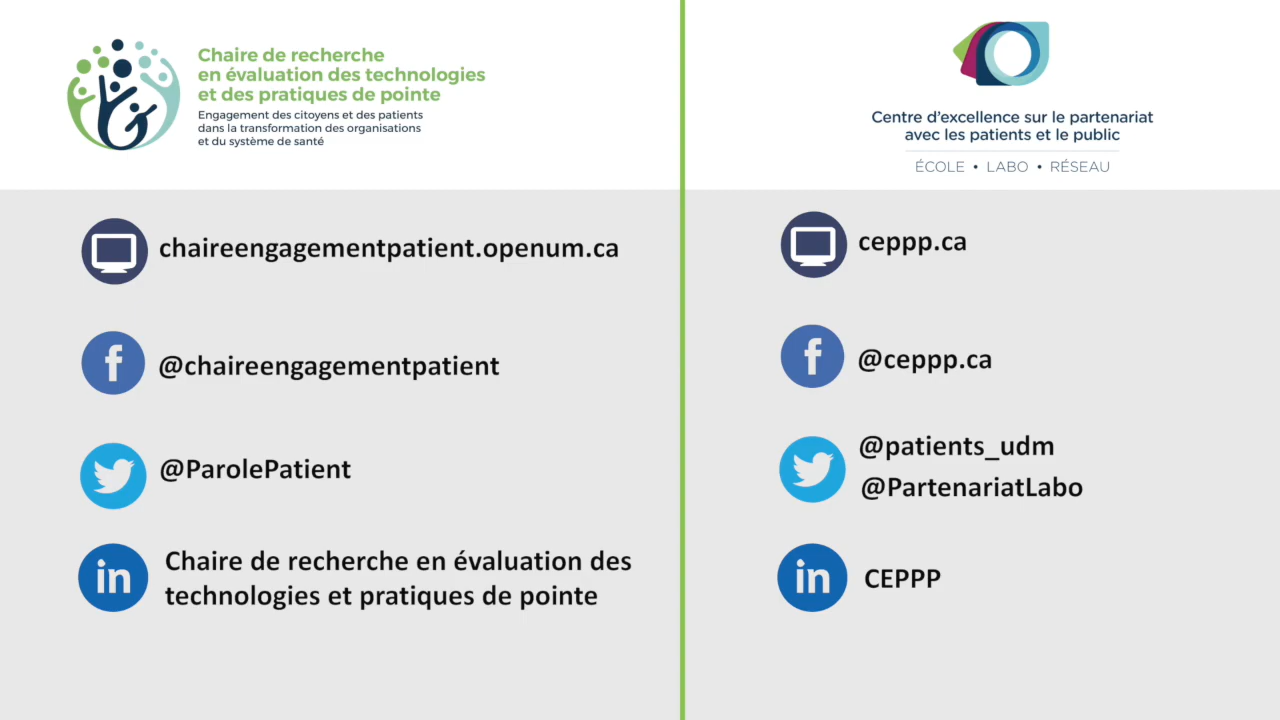 Chaire de recherche
en évaluation des technologies
et des pratiques de pointe
Engagement des citoyens et des patients
dans la transformation des organisations
et du système de santé
chaireengagementpatient.openum.ca
@chaireengagementpatient
@ParolePatient
Chaire de recherche en évaluation des
technologies et pratiques de pointe
Centre d'excellence sur le partenariat
avec les patients et le public
ÉCOLE • LABO • RÉSEAU
ceppp.ca
@ceppp.ca
@patients_udm
@PartenariatLabo
CEPPP